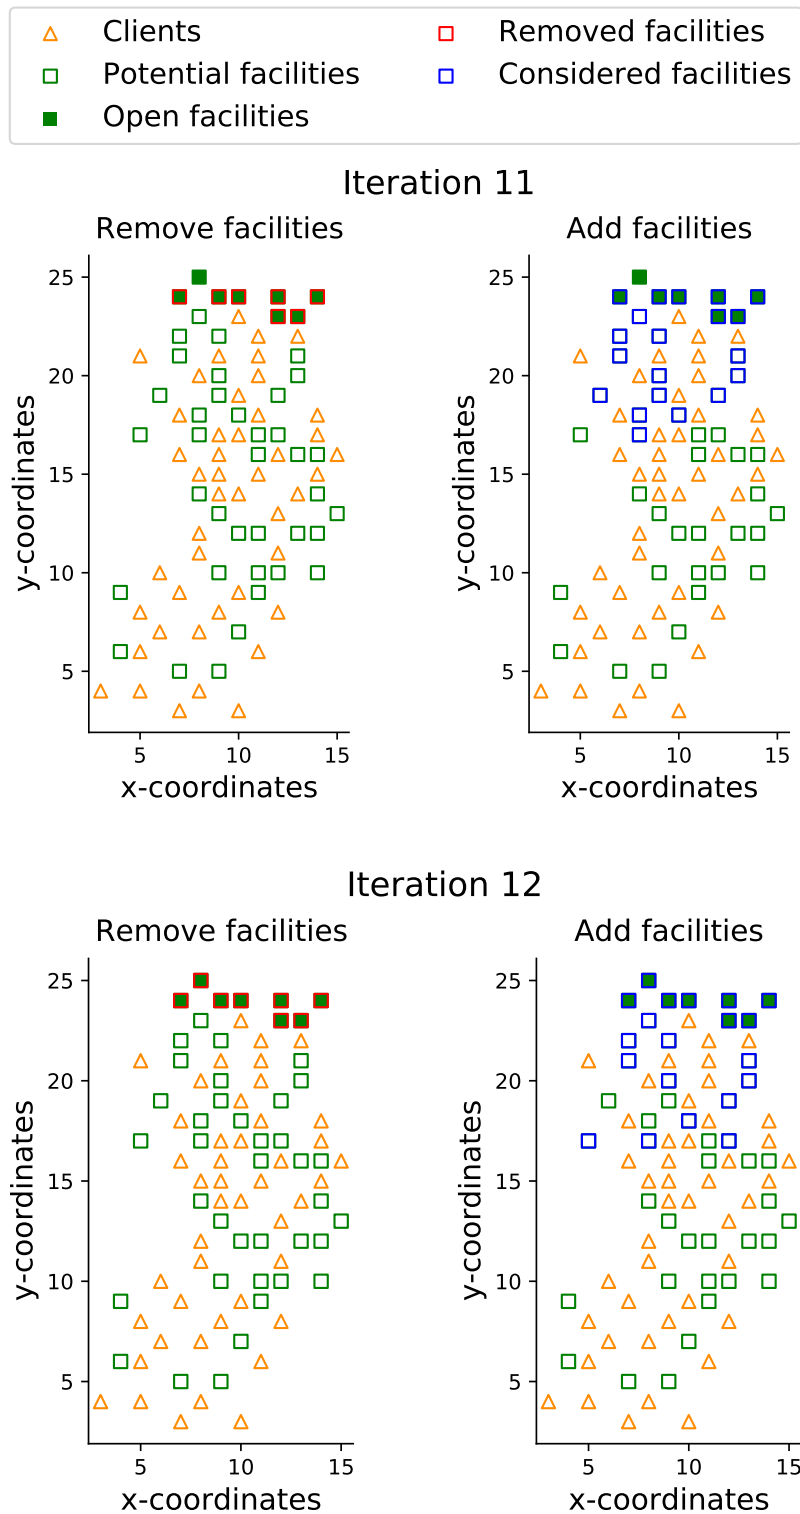 Clients
Removed facilities
Potential facilities
Considered facilities
Open facilities
Iteration 11
Remove facilities
Add facilities
25
20
15
10
5
y-coordinates
5 10 15
x-coordinates
25
20
15
10
5
y-coordinates
5 10 15
x-coordinates
Iteration 12
Remove facilities
Add facilities
25
20
15
10
5
y-coordinates
5 10 15
x-coordinates
25
20
15
10
5
y-coordinates
5 10 15
x-coordinates